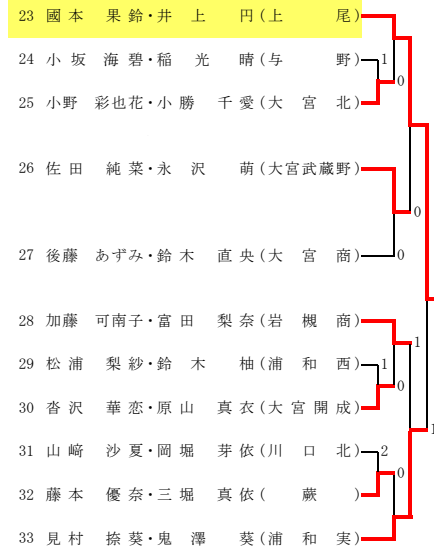 23 國本 果鈴・井上 円(上尾)
24 小坂 海碧・稲光 晴(与野) 1
0
25 小野 彩也花・小勝 千愛(大宮北)
26 佐田 純菜・永沢 萌(大宮武蔵野)
0
27 後藤 あずみ・鈴木 直央(大宮商) 0
28 加藤 可南子・富田 梨奈(岩槻商)
1
29 松浦 梨紗・鈴木 柚(浦和西) 1
0
30 沓沢 華恋・原山 真衣(大宮開成)
1
31 山﨑 沙夏・岡堀 芽依(川口北) 2
0
32 藤本 優奈・三堀 真依(蕨)
33 見村 捺葵・鬼澤 葵(浦和実)